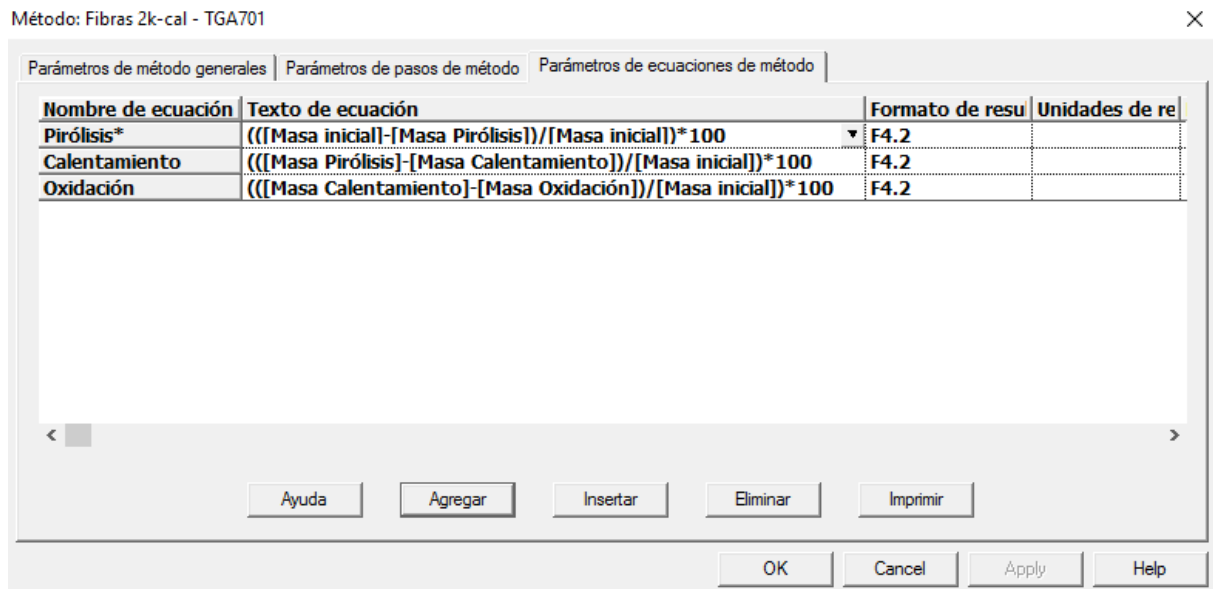 Método: Fibras 2k-cal - TGA701
Parámetros de método generales Parámetros de pasos de método Parámetros de ecuaciones de método
Nombre de ecuación Texto de ecuación Formato de resu Unidades de re
Pirólisis* (([Masa inicial]-[Masa Pirólisis])/[Masa inicial])*100 F4.2
Calentamiento (([Masa Pirólisis]-[Masa Calentamiento])/[Masa inicial])*100 F4.2
Oxidación (([Masa Calentamiento]-[Masa Oxidación])/[Masa inicial])*100 F4.2
Ayuda Agregar Insertar Eliminar Imprimir
OK Cancel Apply Help